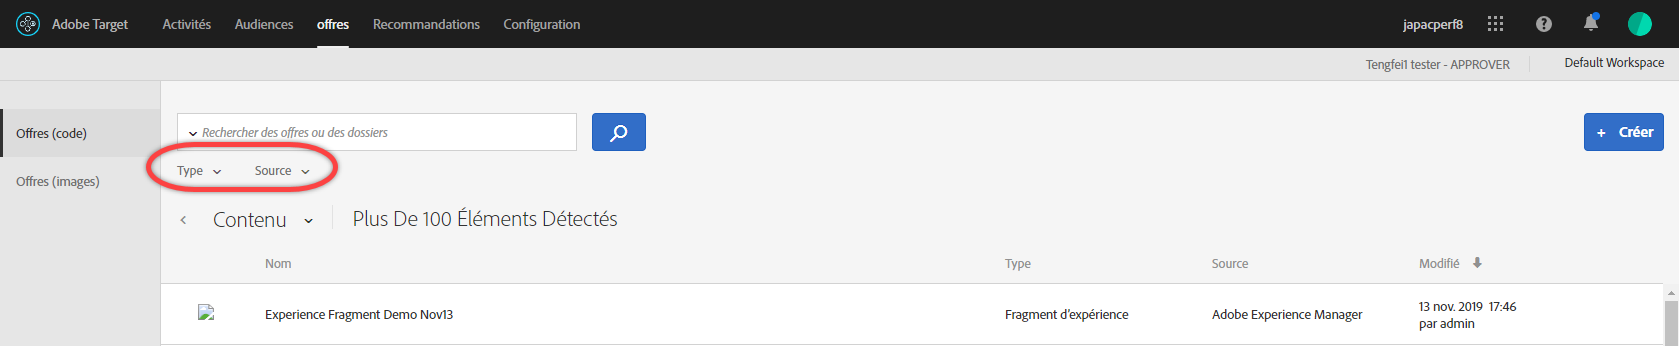 Adobe Target Activités Audiences offres Recommandations Configuration japacperf8
Tengfei1 tester - APPROVER Default Workspace
Offres (code)
Offres (images)
Rechercher des offres ou des dossiers
+ Créer
Type Source
Contenu Plus De 100 Éléments Détectés
Nom Type Source Modifié
Experience Fragment Demo Nov13 Fragment d'expérience Adobe Experience Manager 13 nov. 2019 17:46
par admin